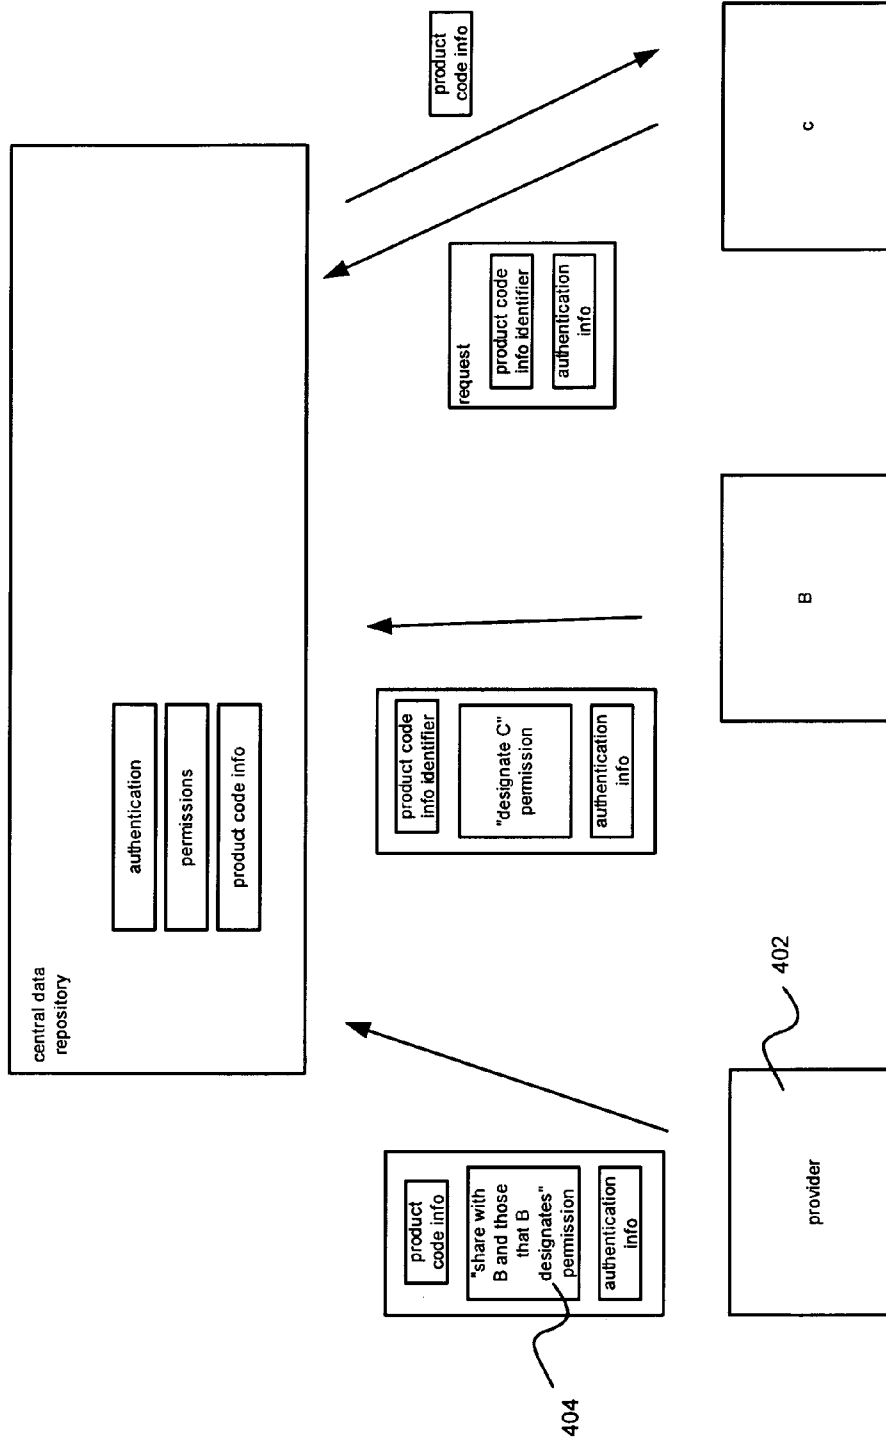 central data
repository
authentication
permissions
product code info
product
code info
"share with
B and those
that B
designates"
permission
authentication
info
404
product code
info identifier
"designate C"
permission
authentication
info
request
product code
info identifier
authentication
info
product
code info
provider
402
B
c